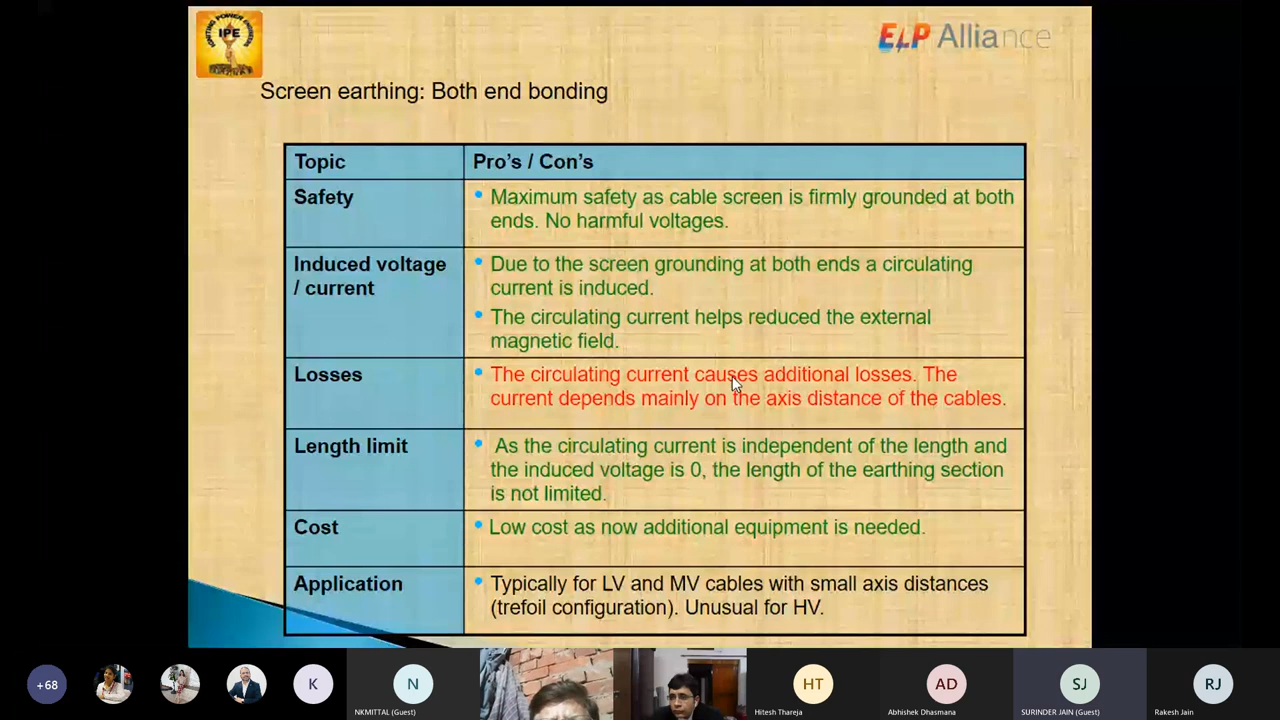 IPE
ELP Alliance
Screen earthing: Both end bonding
Topic
Pro's / Con's
Safety
Maximum safety as cable screen is firmly grounded at both
ends. No harmful voltages.
Induced voltage
/ current
Due to the screen grounding at both ends a circulating
current is induced.
The circulating current helps reduced the external
magnetic field.
Losses
The circulating current causes additional losses. The
current depends mainly on the axis distance of the cables.
Length limit
As the circulating current is independent of the length and
the induced voltage is 0, the length of the earthing section
is not limited.
Cost
Low cost as now additional equipment is needed.
Application
Typically for LV and MV cables with small axis distances
(trefoil configuration). Unusual for HV.
+68
K
N
NKMITTAL (Guest)
HT
Hitesh Thareja
AD
Abhishek Dhasmana
SJ
SURINDER JAIN (Guest)
RJ
Rakesh Jain